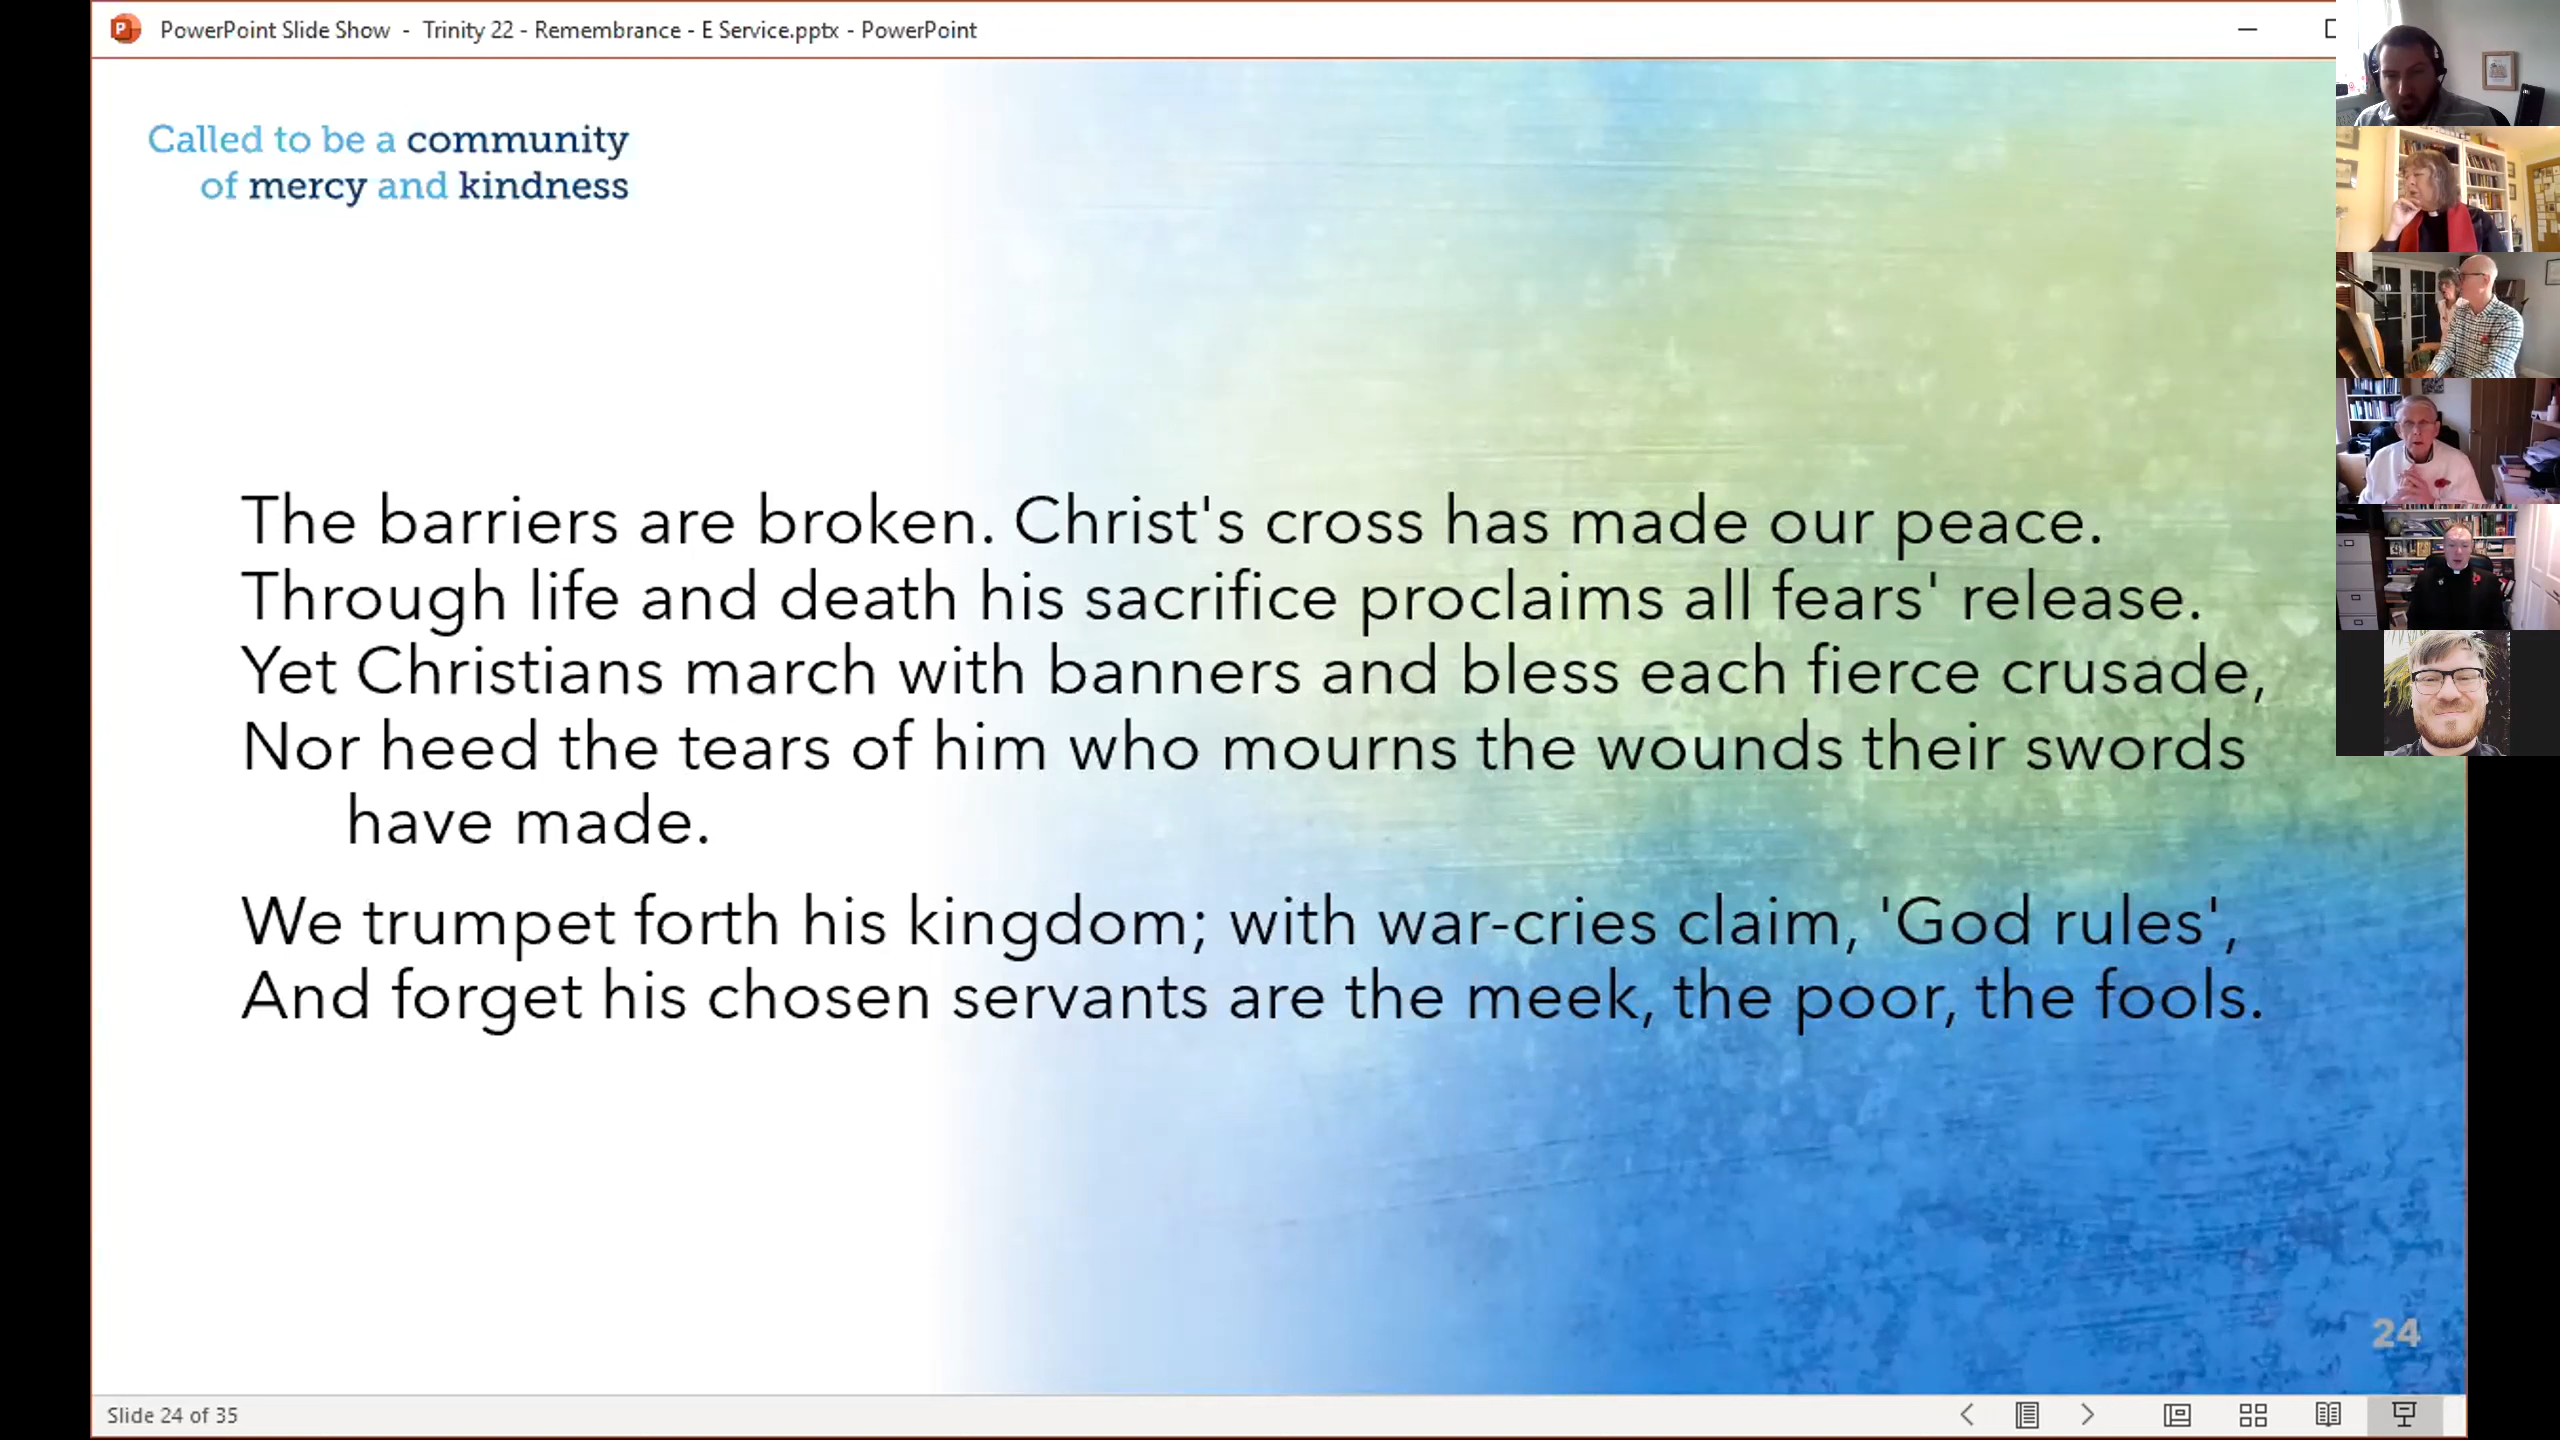 PowerPoint Slide Show - Trinity 22 - Remembrance - E Service.pptx - PowerPoint
Called to be a community
of mercy and kindness
The barriers are broken. Christ's cross has made our peace.
Through life and death his sacrifice proclaims all fears' release.
Yet Christians march with banners and bless each fierce crusade,
Nor heed the tears of him who mourns the wounds their swords
have made.
We trumpet forth his kingdom; with war-cries claim, 'God rules',
And forget his chosen servants are the meek, the poor, the fools.
24
Slide 24 of 35